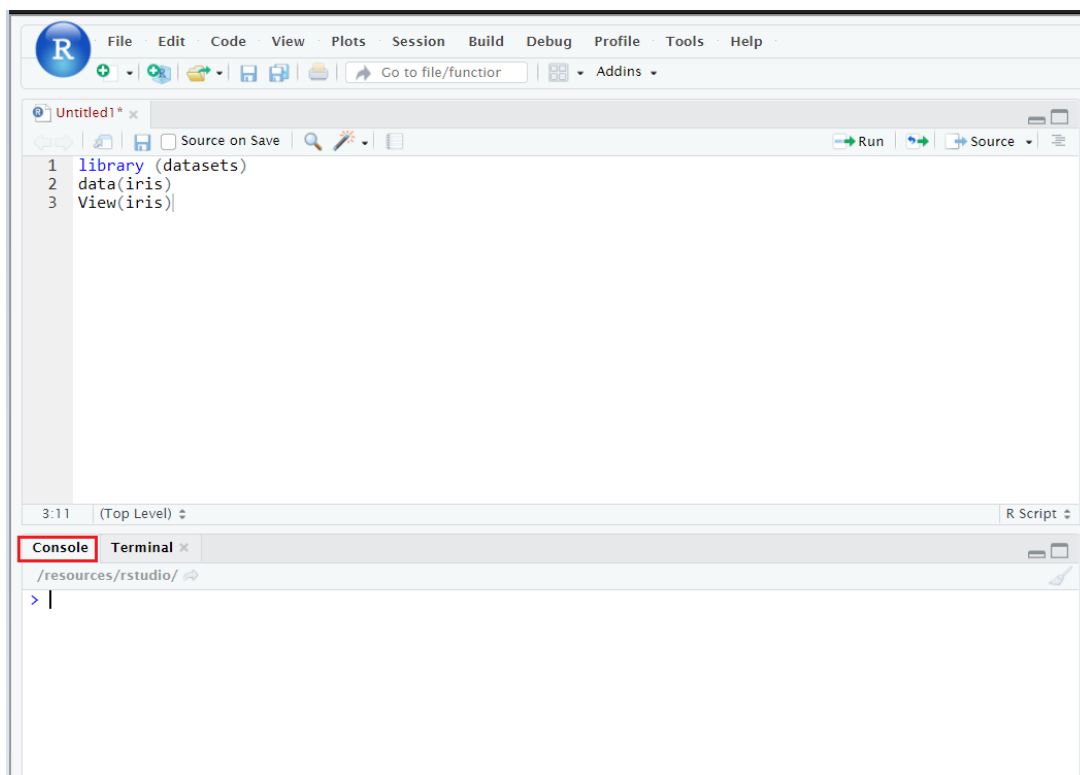 R File Edit Code View Plots Session Build Debug Profile Tools Help
Go to file/function Addins
Untitled1*
Source on Save Run Source
1 library (datasets)
2 data(iris)
3 View(iris)
3:11 (Top Level) R Script
Console Terminal
/resources/rstudio/
>